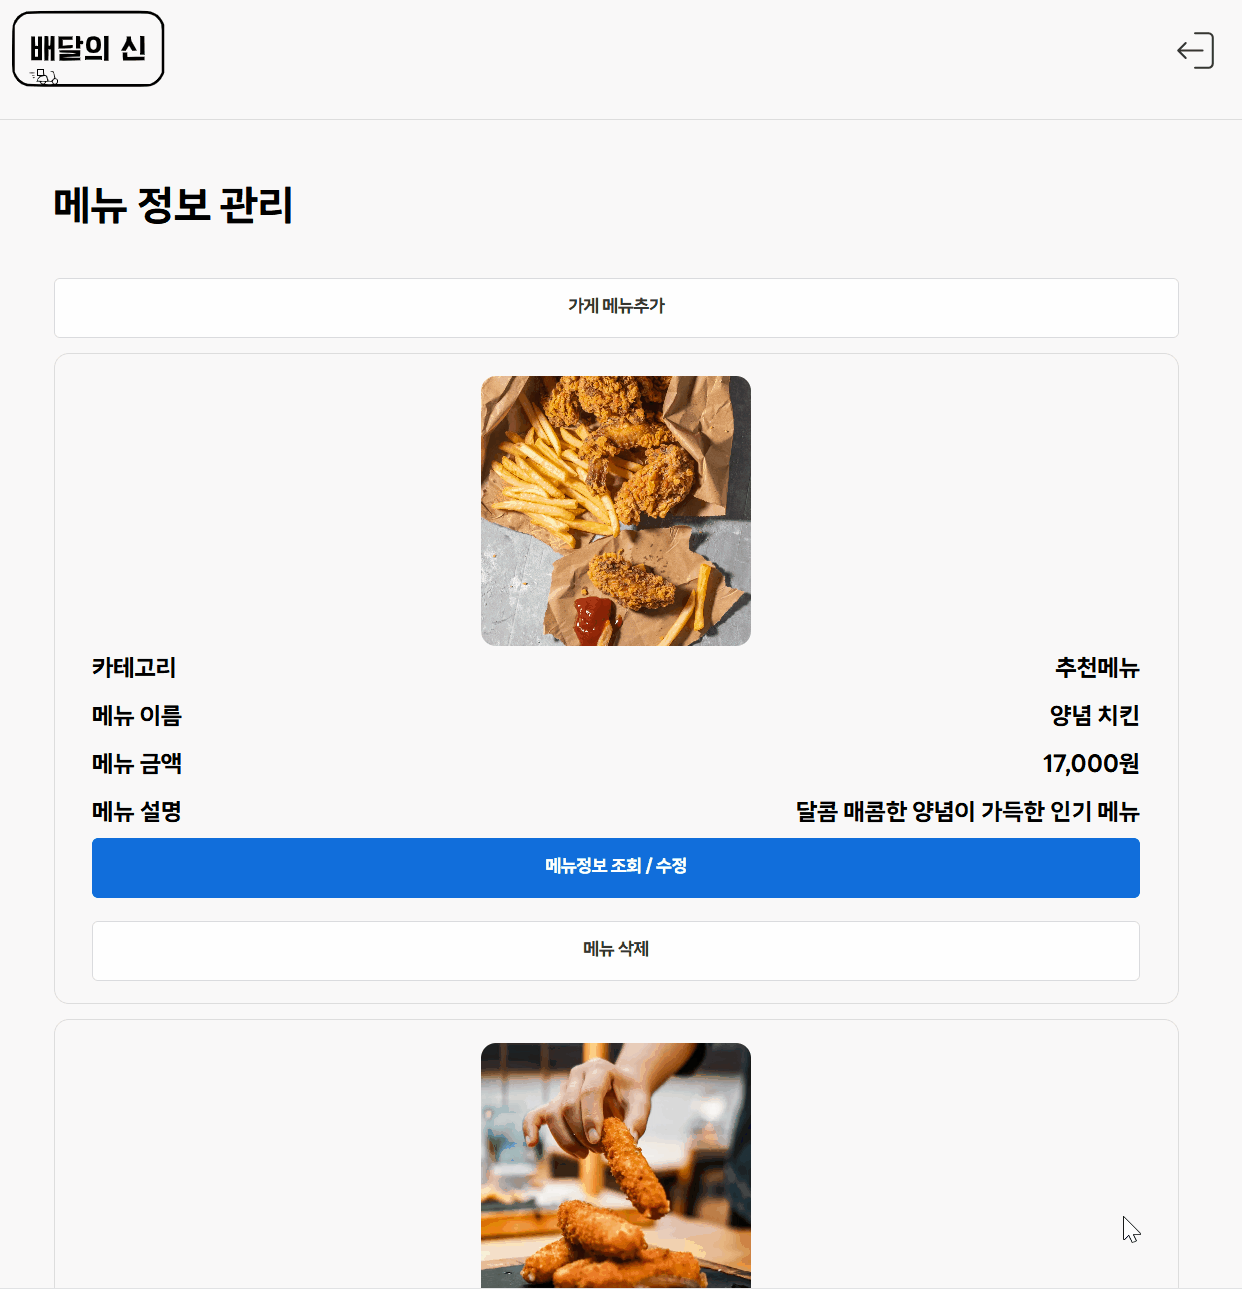 배달의 신
메뉴 정보 관리
가게 메뉴추가
카테고리 추천메뉴
메뉴 이름 양념 치킨
메뉴 금액 17,000원
메뉴 설명 달콤 매콤한 양념이 가득한 인기 메뉴
메뉴정보 조회 / 수정
메뉴 삭제